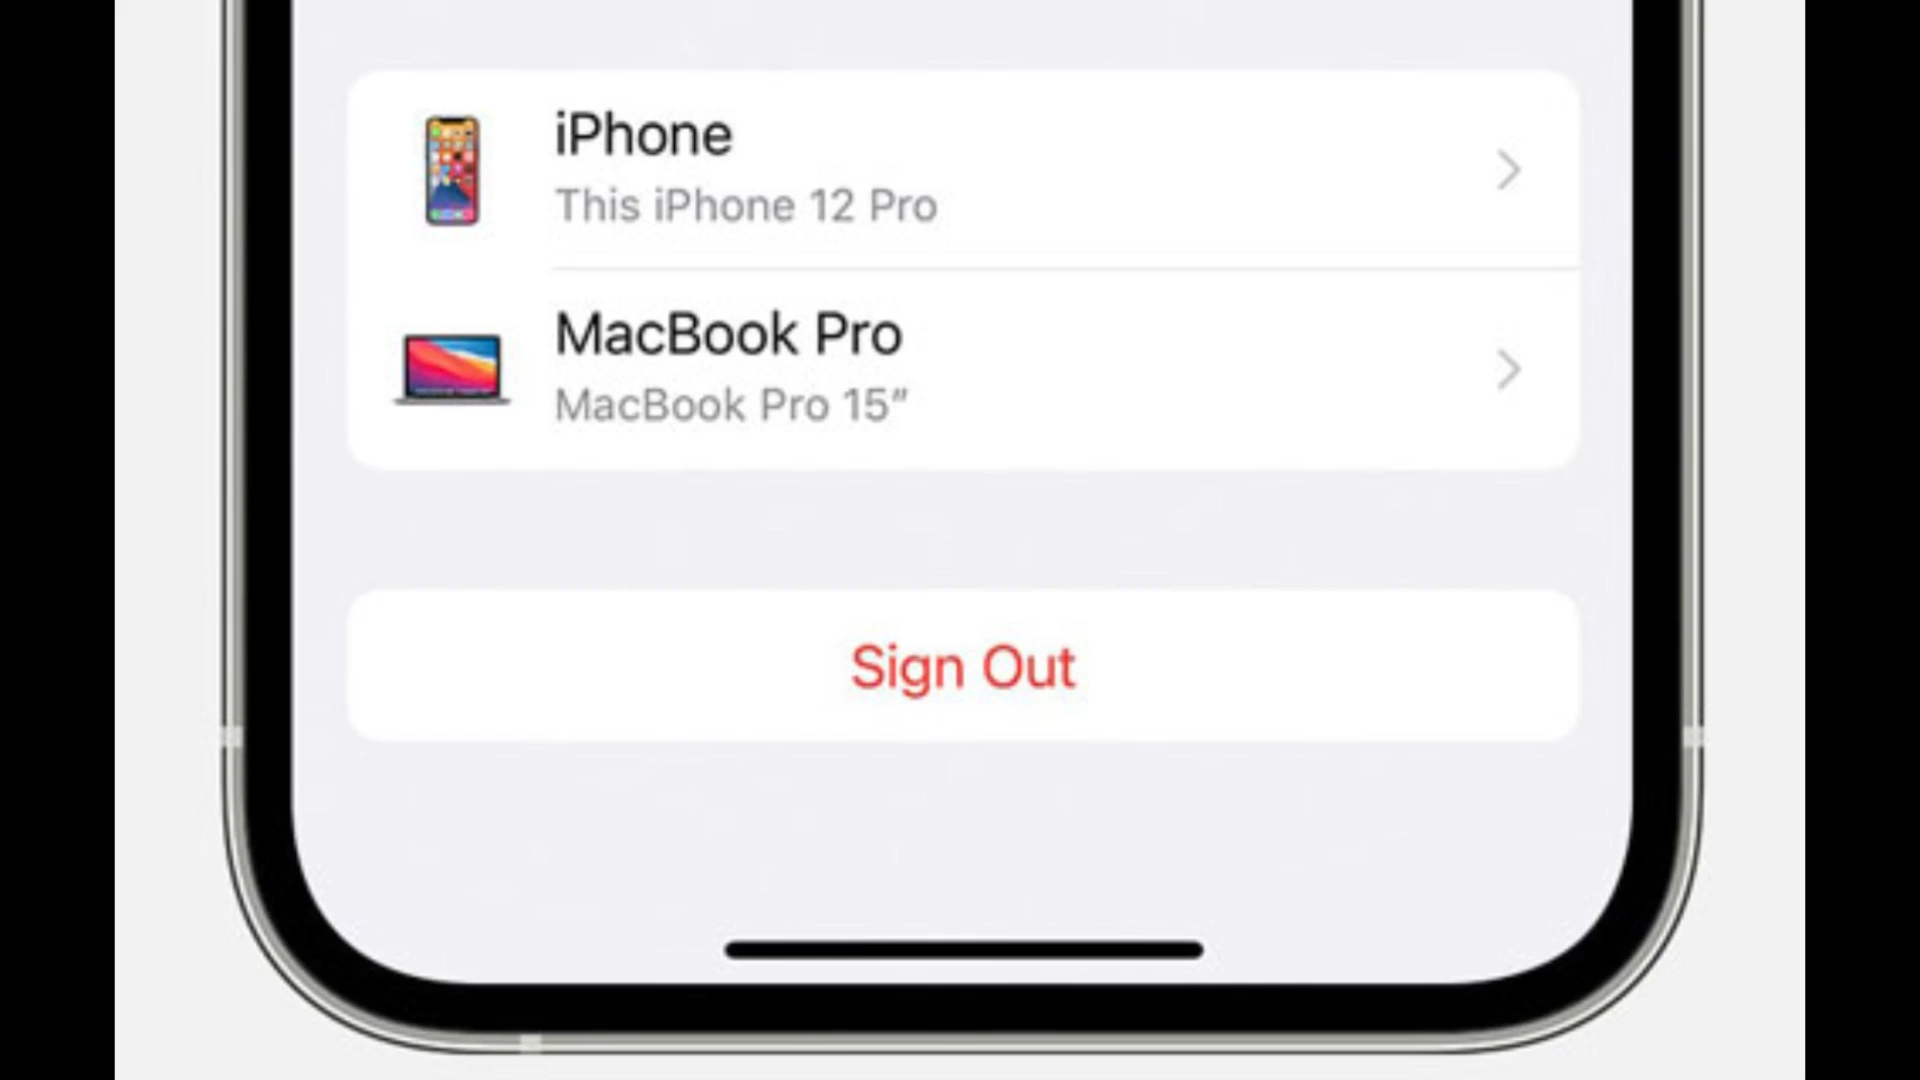 iPhone
This iPhone 12 Pro
MacBook Pro
MacBook Pro 15″
Sign Out